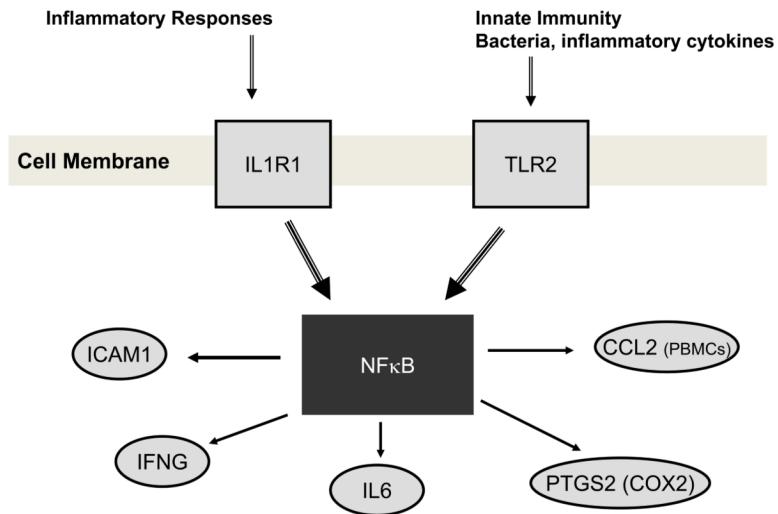 Inflammatory Responses
Innate Immunity
Bacteria, inflammatory cytokines
Cell Membrane
IL1R1
TLR2
NFκB
ICAM1
CCL2 (PBMCs)
IFNG
IL6
PTGS2 (COX2)